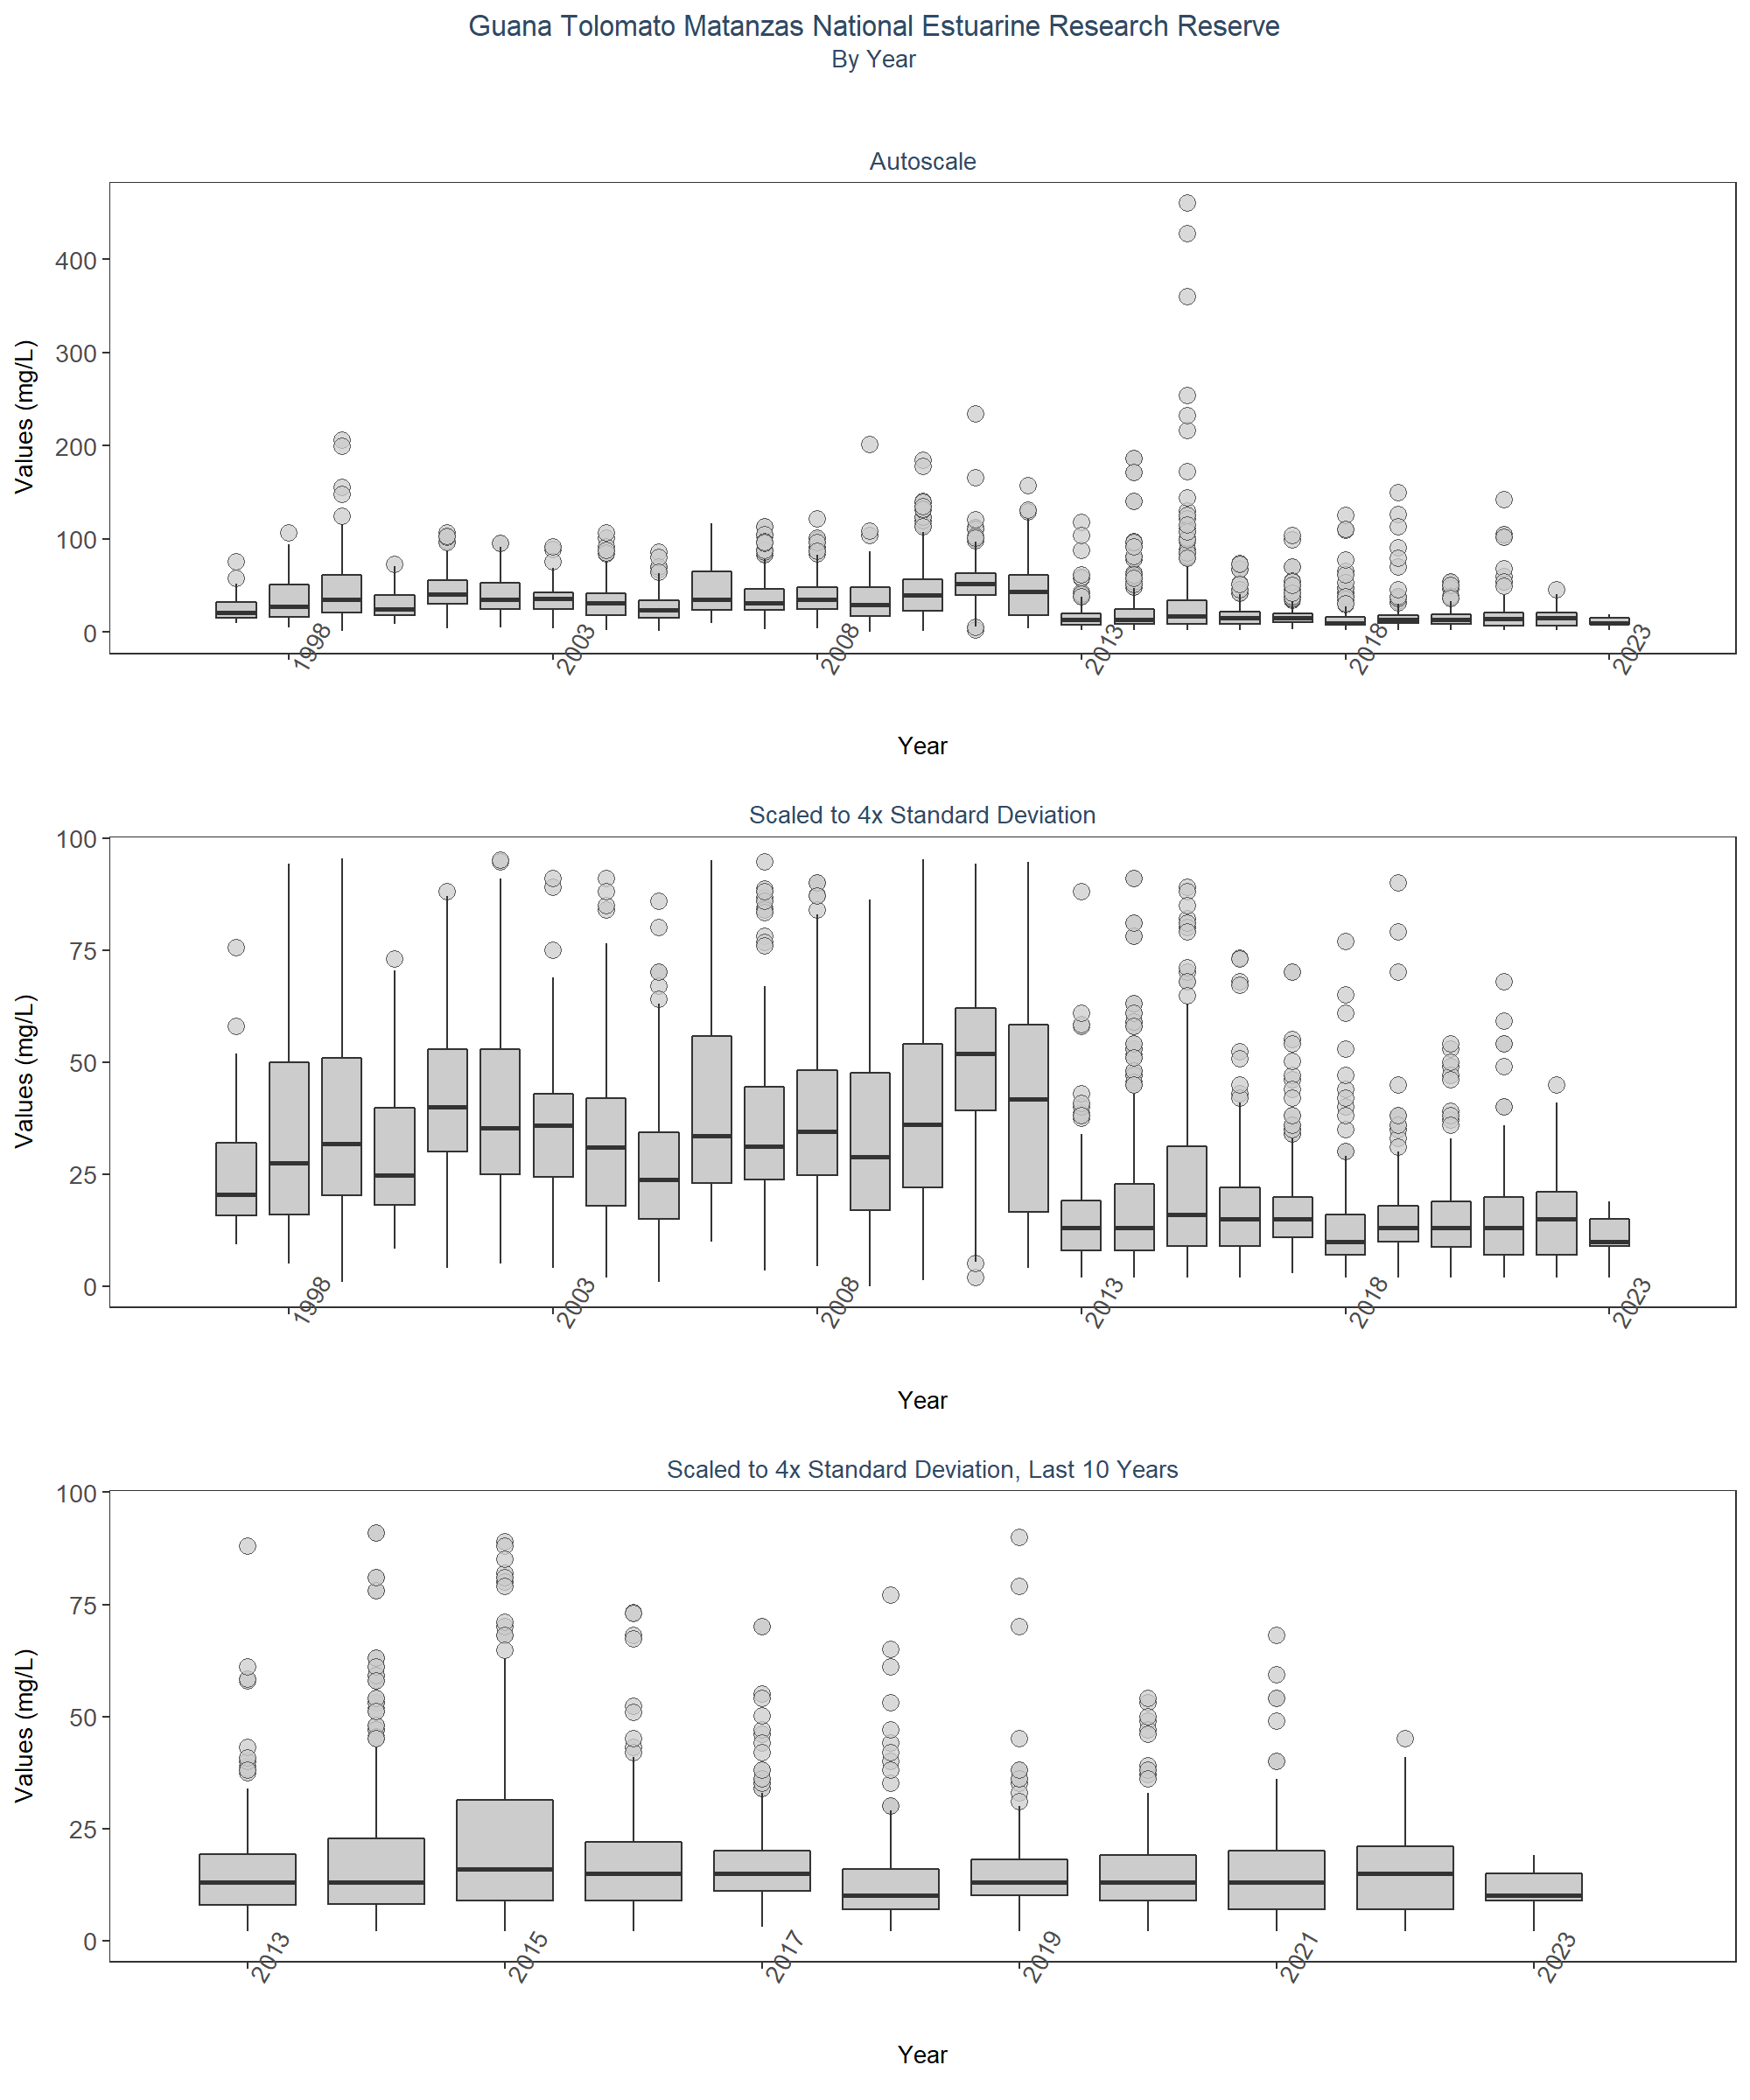 Guana Tolomato Matanzas National Estuarine Research Reserve
By Year
Autoscale
Values (mg/L)
400
300
200
100
0
1998 2003 2008 2013 2018 2023
Year
Scaled to 4x Standard Deviation
Values (mg/L)
100
75
50
25
0
1998 2003 2008 2013 2018 2023
Year
Scaled to 4x Standard Deviation, Last 10 Years
Values (mg/L)
100
75
50
25
0
2013 2015 2017 2019 2021 2023
Year